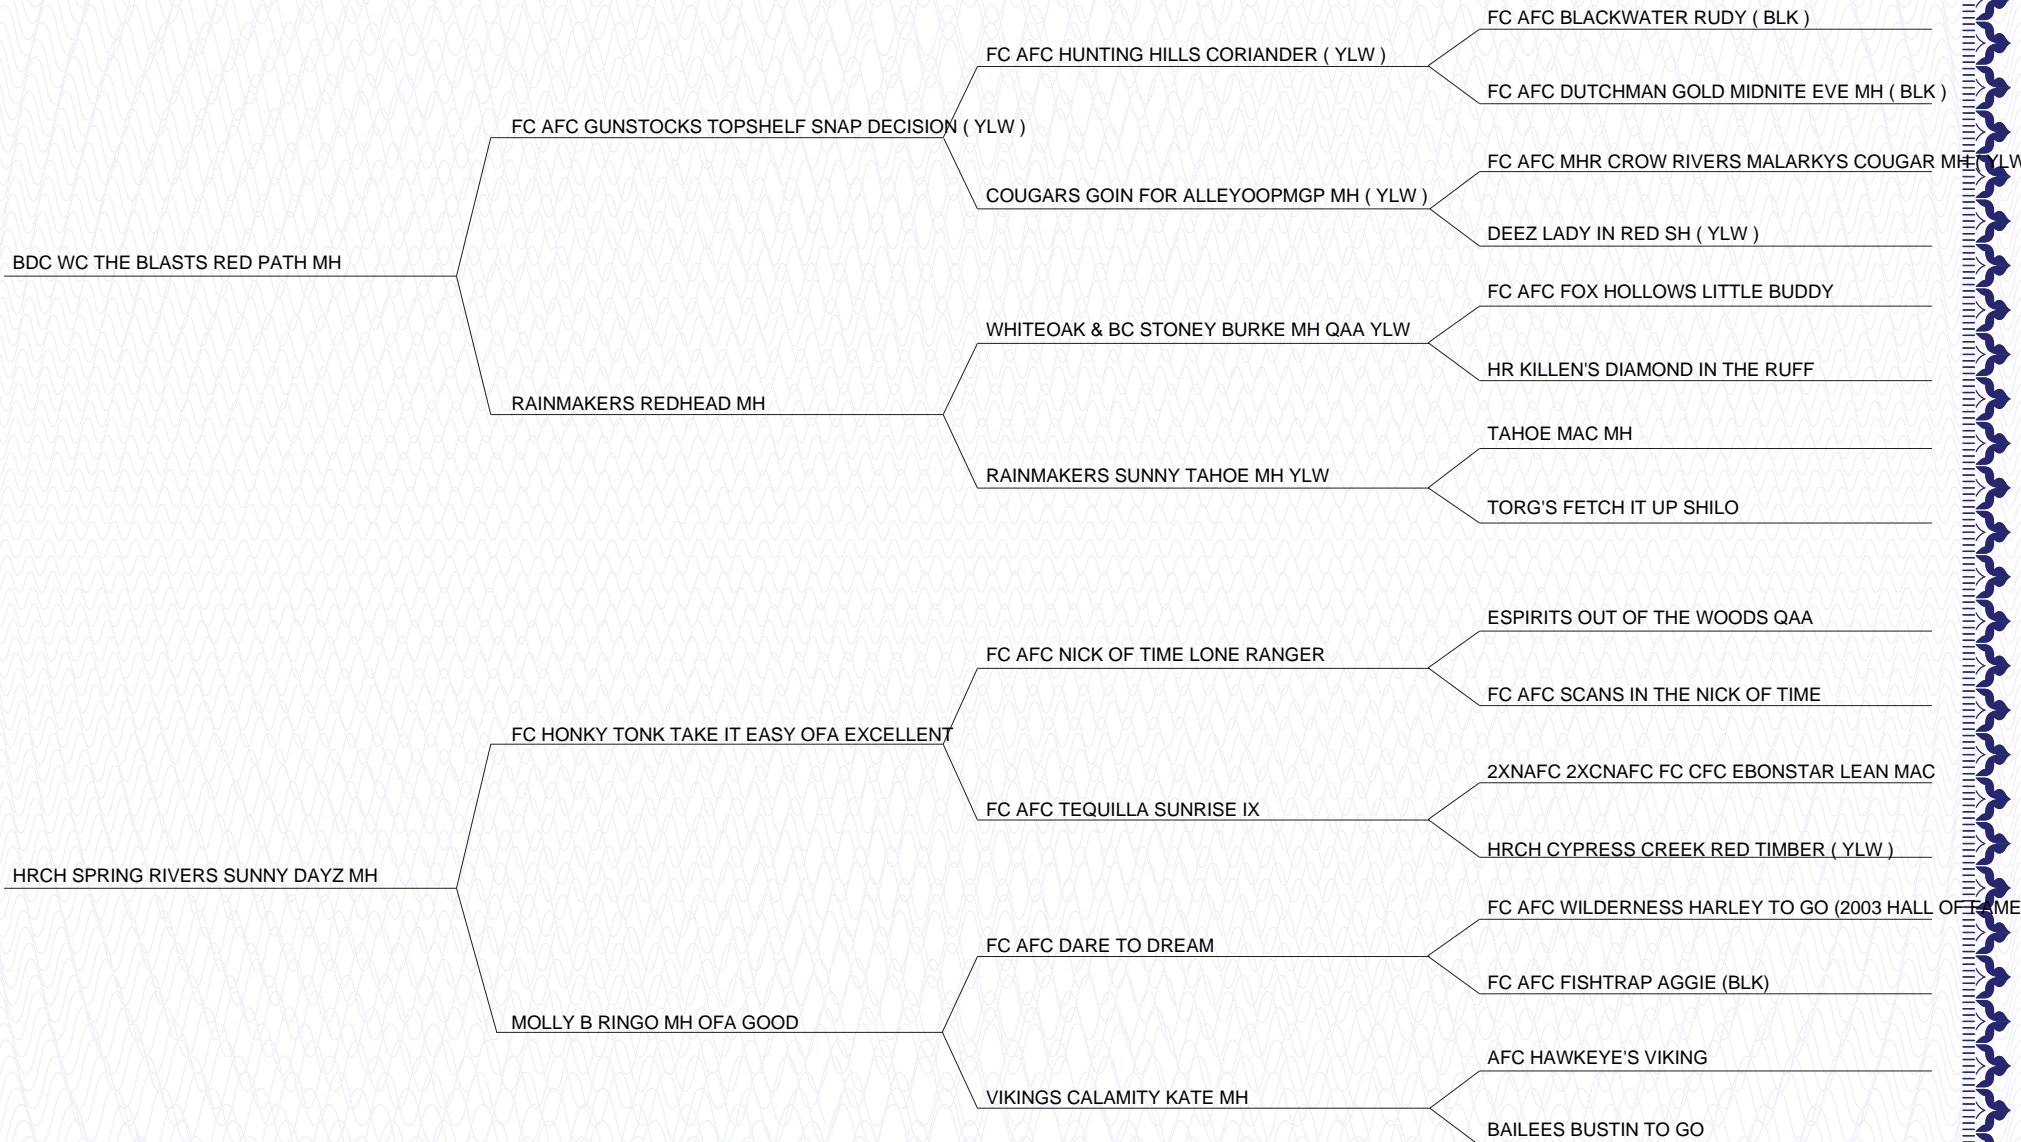 FC AFC BLACKWATER RUDY ( BLK )
FC AFC HUNTING HILLS CORIANDER ( YLW )
FC AFC DUTCHMAN GOLD MIDNITE EVE MH ( BLK )
FC AFC GUNSTOCKS TOPSHELF SNAP DECISION ( YLW )
FC AFC MHR CROW RIVERS MALARKYS COUGAR MH ( YLW
COUGARS GOIN FOR ALLEYOOPMGP MH ( YLW )
DEEZ LADY IN RED SH ( YLW )
BDC WC THE BLASTS RED PATH MH
FC AFC FOX HOLLOWS LITTLE BUDDY
WHITEOAK & BC STONEY BURKE MH QAA YLW
HR KILLEN'S DIAMOND IN THE RUFF
RAINMAKERS REDHEAD MH
TAHOE MAC MH
RAINMAKERS SUNNY TAHOE MH YLW
TORG'S FETCH IT UP SHILO
ESPIRITS OUT OF THE WOODS QAA
FC AFC NICK OF TIME LONE RANGER
FC AFC SCANS IN THE NICK OF TIME
FC HONKY TONK TAKE IT EASY OFA EXCELLENT
2XNAFC 2XCNAFC FC CFC EBONSTAR LEAN MAC
FC AFC TEQUILLA SUNRISE IX
HRCH CYPRESS CREEK RED TIMBER ( YLW )
HRCH SPRING RIVERS SUNNY DAYZ MH
FC AFC WILDERNESS HARLEY TO GO (2003 HALL OF FAME
FC AFC DARE TO DREAM
FC AFC FISHTRAP AGGIE (BLK)
MOLLY B RINGO MH OFA GOOD
AFC HAWKEYE'S VIKING
VIKINGS CALAMITY KATE MH
BAILEES BUSTIN TO GO